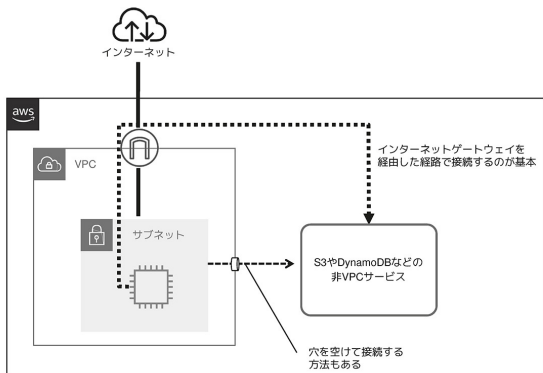 インターネット
aws
インターネットゲートウェイを
経由した経路で接続するのが基本
VPC
サブネット
S3やDynamoDBなどの
非VPCサービス
穴を空けて接続する
方法もある